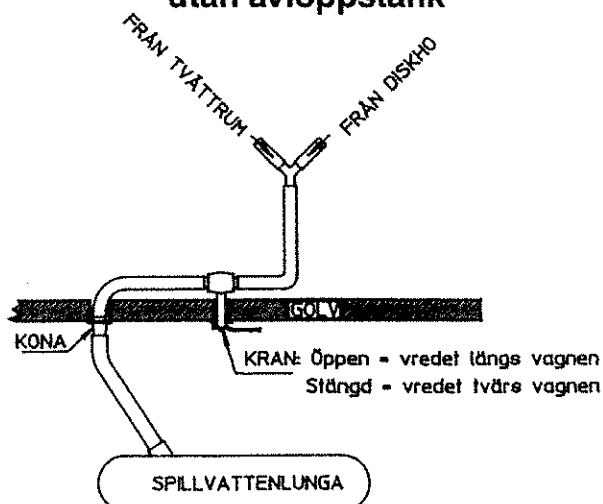 utan avloppstank
FRÅN TVÄTTRUM
FRÅN DISKHO
GOLV
KONA
KRAN: Öppen = vredet längs vagnen
Stängd = vredet tvärs vagnen
SPILLVATTENLUNGA